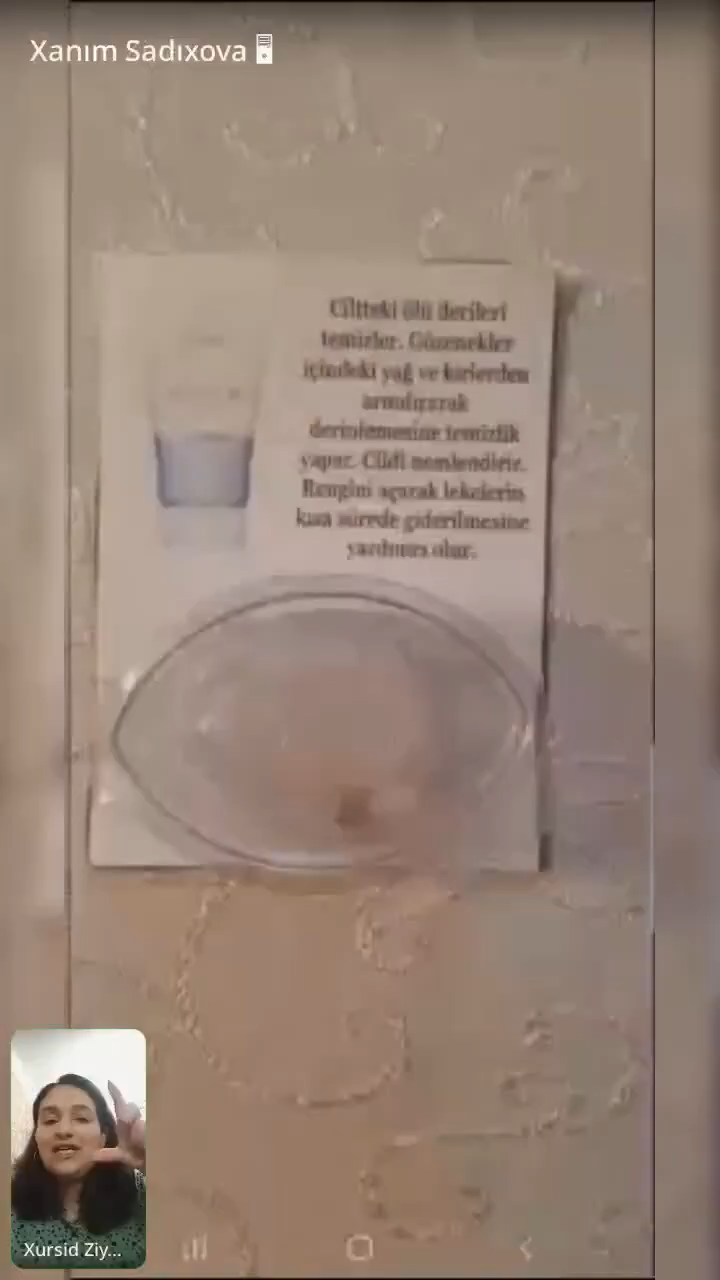 Xanım Sadıxova
Ciltteki ölü derileri
temizler. Gözenekler
içindeki yağ ve kirlerden
arındırarak
derinlemesine temizlik
yapar. Cildi nemlendirir.
Rengini açarak lekelerin
kısa sürede giderilmesine
yardımcı olur.
Xursid Ziy...